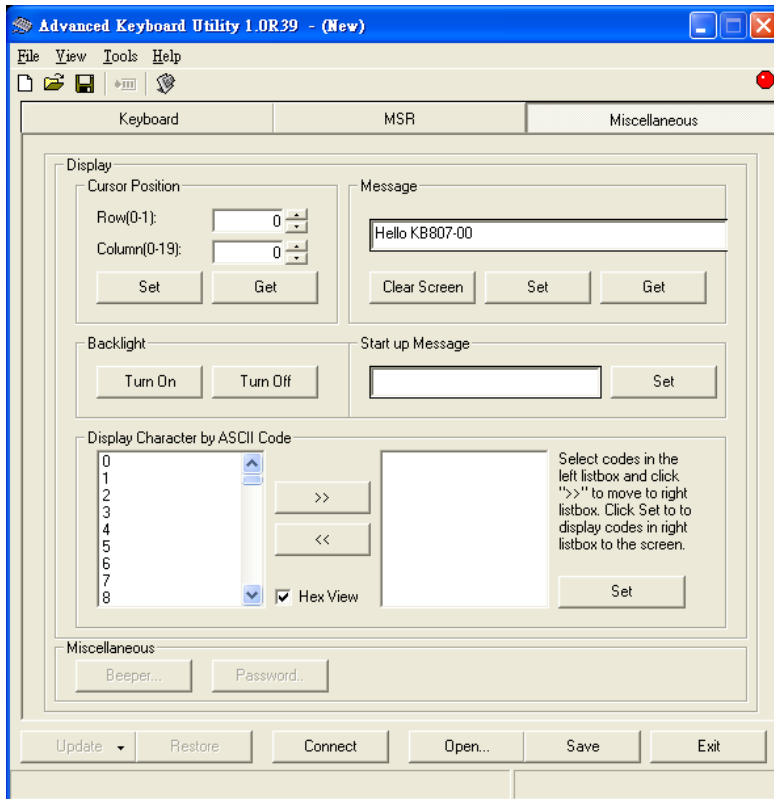 Advanced Keyboard Utility 1.0R39 - (New)
File View Tools Help
Keyboard MSR Miscellaneous
Display
Cursor Position
Row(0-1): 0
Column(0-19): 0
Set Get
Message
Hello KB807-00
Clear Screen Set Get
Backlight
Turn On Turn Off
Start up Message
Set
Display Character by ASCII Code
0
1
2
3
4
5
6
7
8
>>
<<
Hex View
Select codes in the
left listbox and click
">>" to move to right
listbox. Click Set to to
display codes in right
listbox to the screen.
Set
Miscellaneous
Beeper... Password..
Update Restore Connect Open... Save Exit